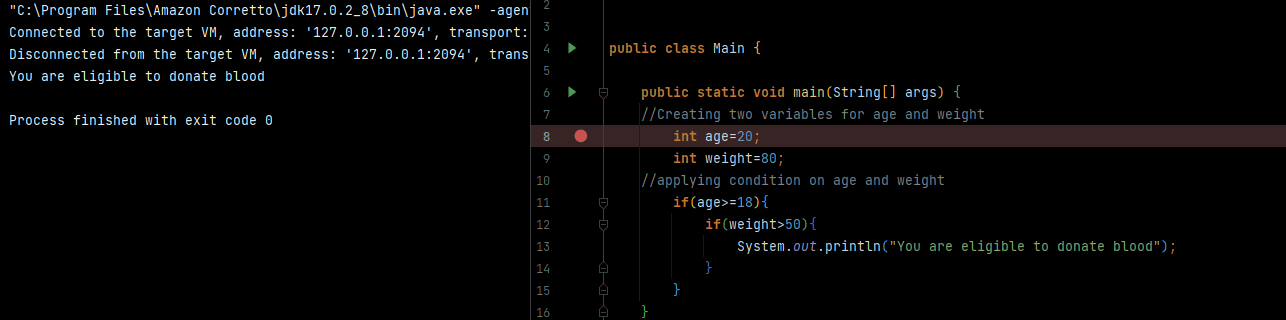 "C:\Program Files\Amazon Corretto\jdk17.0.2_8\bin\java.exe" -agen
Connected to the target VM, address: '127.0.0.1:2094', transport:
Disconnected from the target VM, address: '127.0.0.1:2094', trans
You are eligible to donate blood
Process finished with exit code 0
2
3
4 public class Main {
5
6 public static void main(String[] args) {
7 //Creating two variables for age and weight
8 int age=20;
9 int weight=80;
10 //applying condition on age and weight
11 if(age>=18){
12 if(weight>50){
13 System.out.println("You are eligible to donate blood");
14 }
15 }
16 }